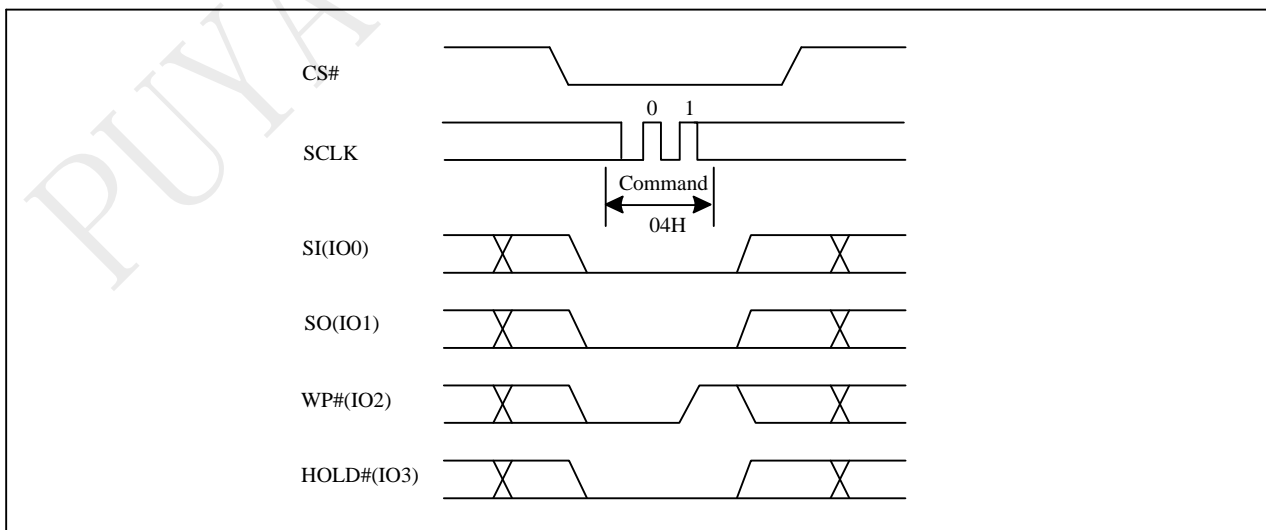 PUYA
CS#
0 1
SCLK
Command
04H
SI(IO0)
SO(IO1)
WP#(IO2)
HOLD#(IO3)